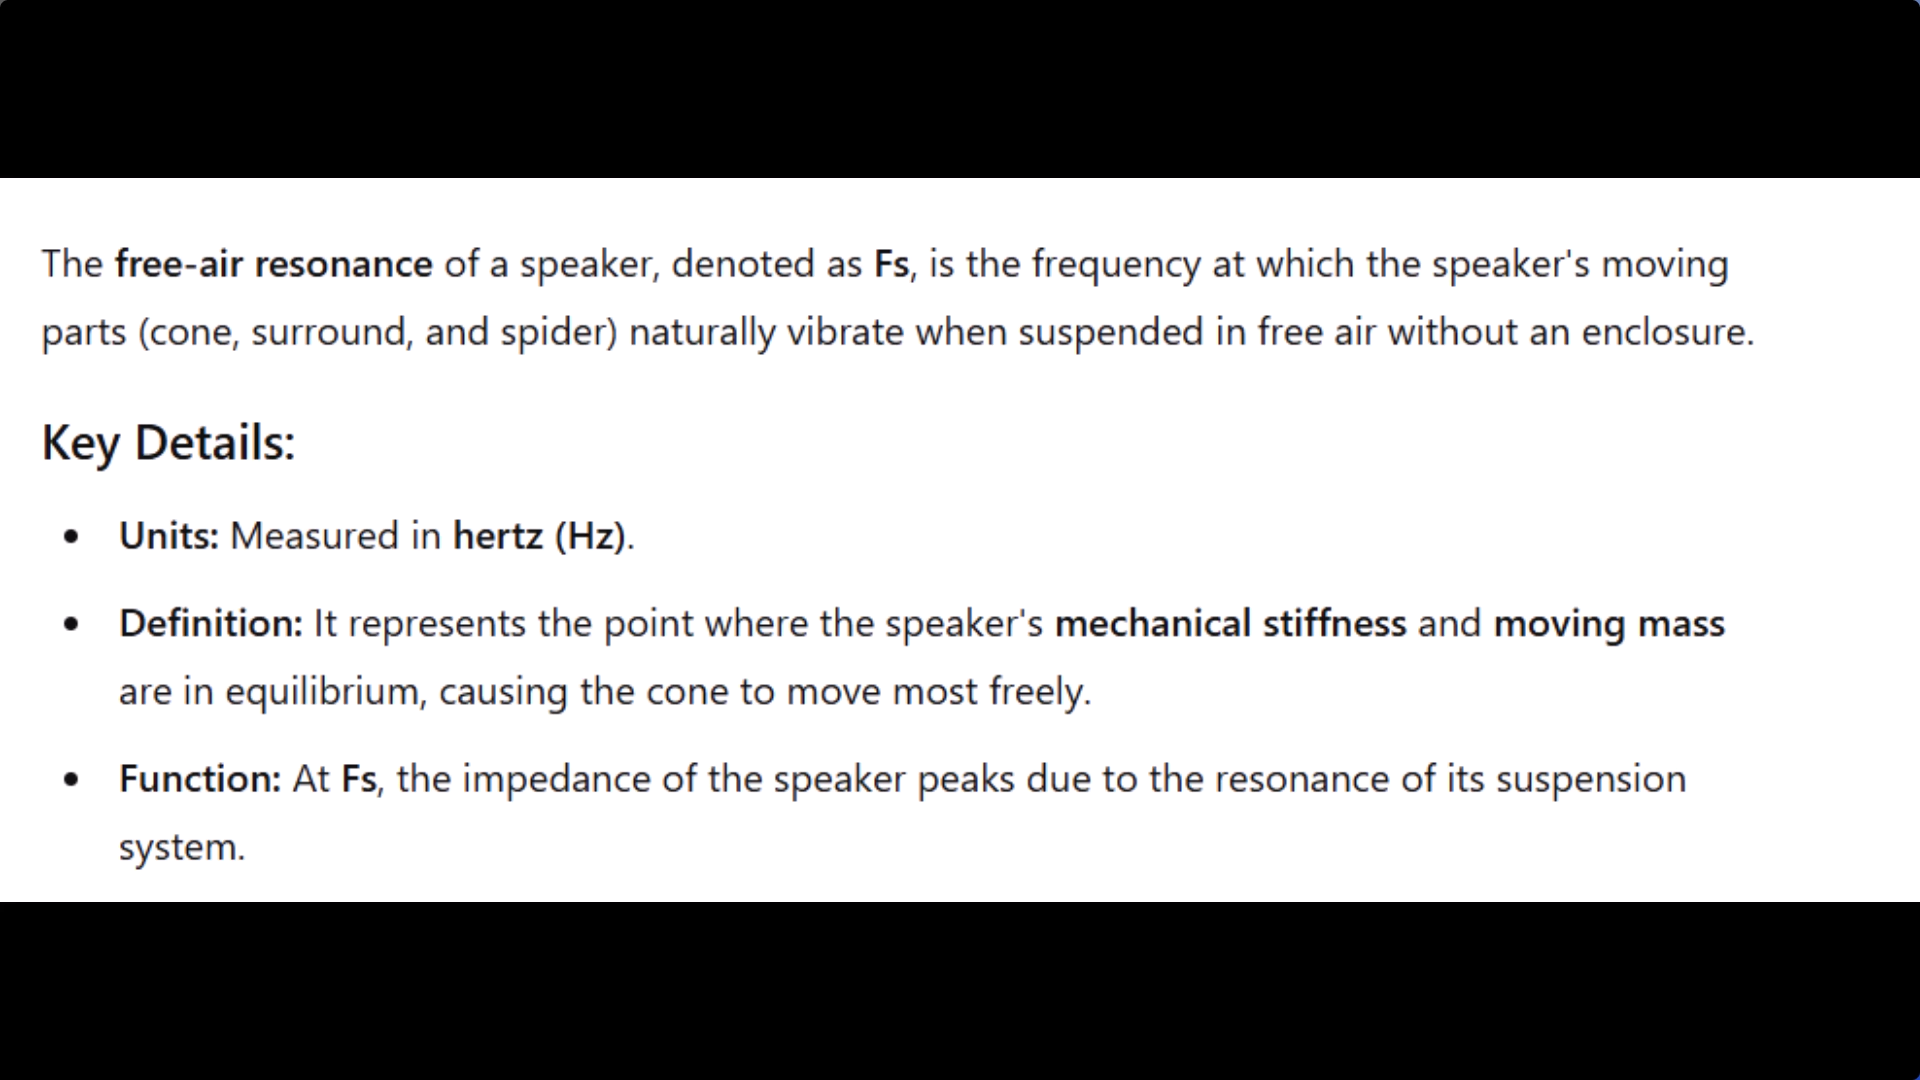 The free-air resonance of a speaker, denoted as Fs, is the frequency at which the speaker's moving
parts (cone, surround, and spider) naturally vibrate when suspended in free air without an enclosure.
Key Details:
• Units: Measured in hertz (Hz).
• Definition: It represents the point where the speaker's mechanical stiffness and moving mass
are in equilibrium, causing the cone to move most freely.
• Function: At Fs, the impedance of the speaker peaks due to the resonance of its suspension
system.